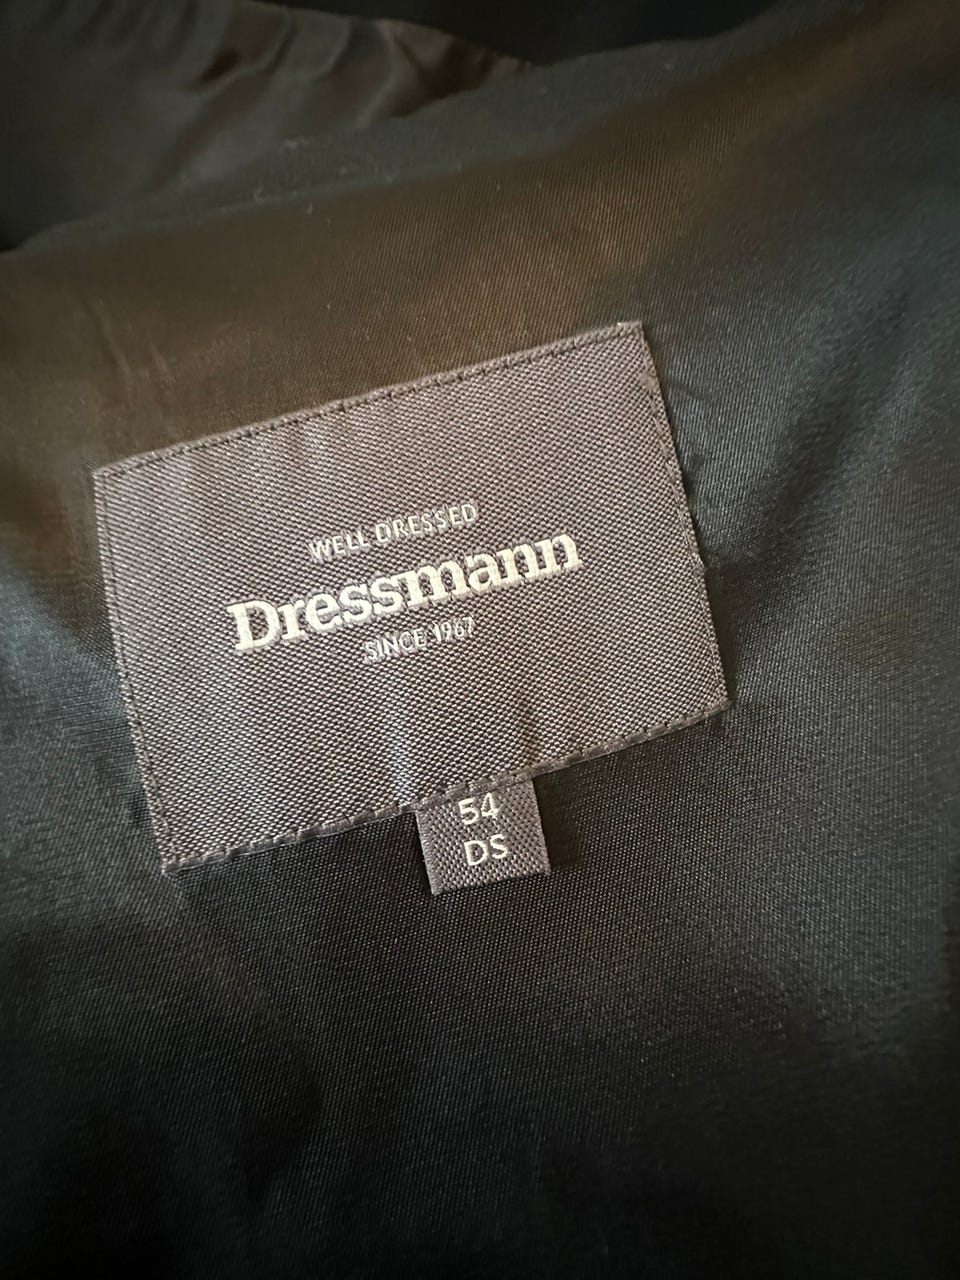 WELL DRESSED
Dressmann
SINCE 1967
54
DS